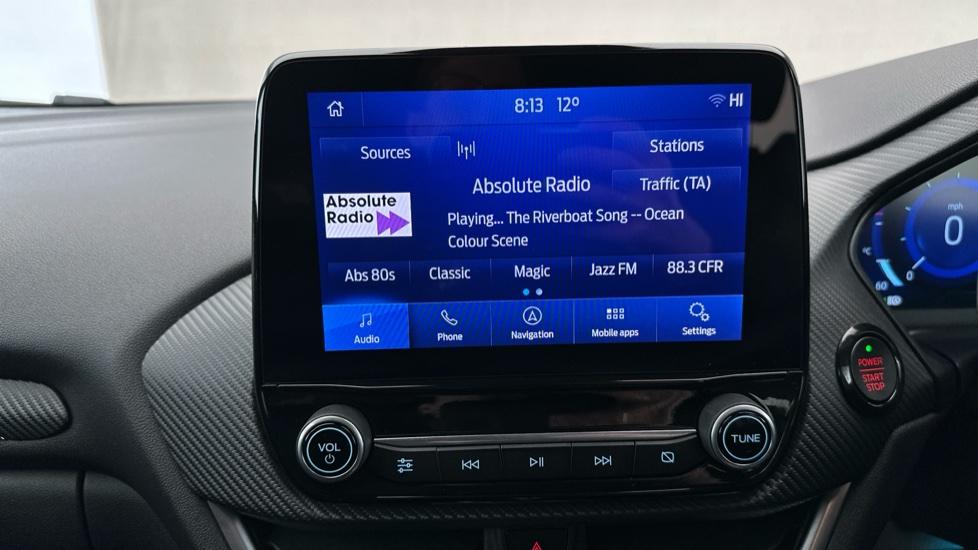 8:13 12°
HI
Sources
Stations
Absolute Radio
Traffic (TA)
Absolute
Radio
Playing... The Riverboat Song -- Ocean
Colour Scene
Abs 80s Classic Magic Jazz FM 88.3 CFR
Audio Phone Navigation Mobile apps Settings
VOL
TUNE
POWER
START
STOP
mph
0
0
°C
60